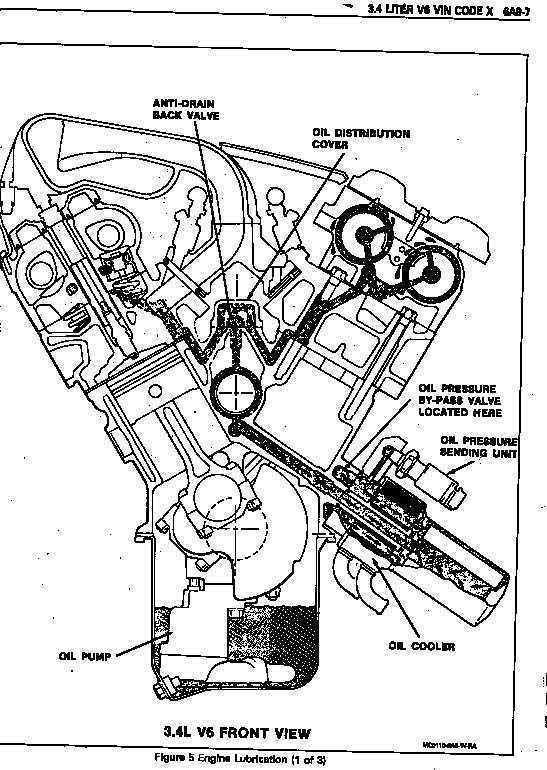 3.4 LITER V6 VIN CODE X 6A9-7
ANTI-DRAIN
BACK VALVE
OIL DISTRIBUTION
COVER
OIL PRESSURE
BY-PASS VALVE
LOCATED HERE
OIL PRESSURE
SENDING UNIT
OIL PUMP
OIL COOLER
3.4L V6 FRONT VIEW
Figure 5 Engine Lubrication (1 of 3)